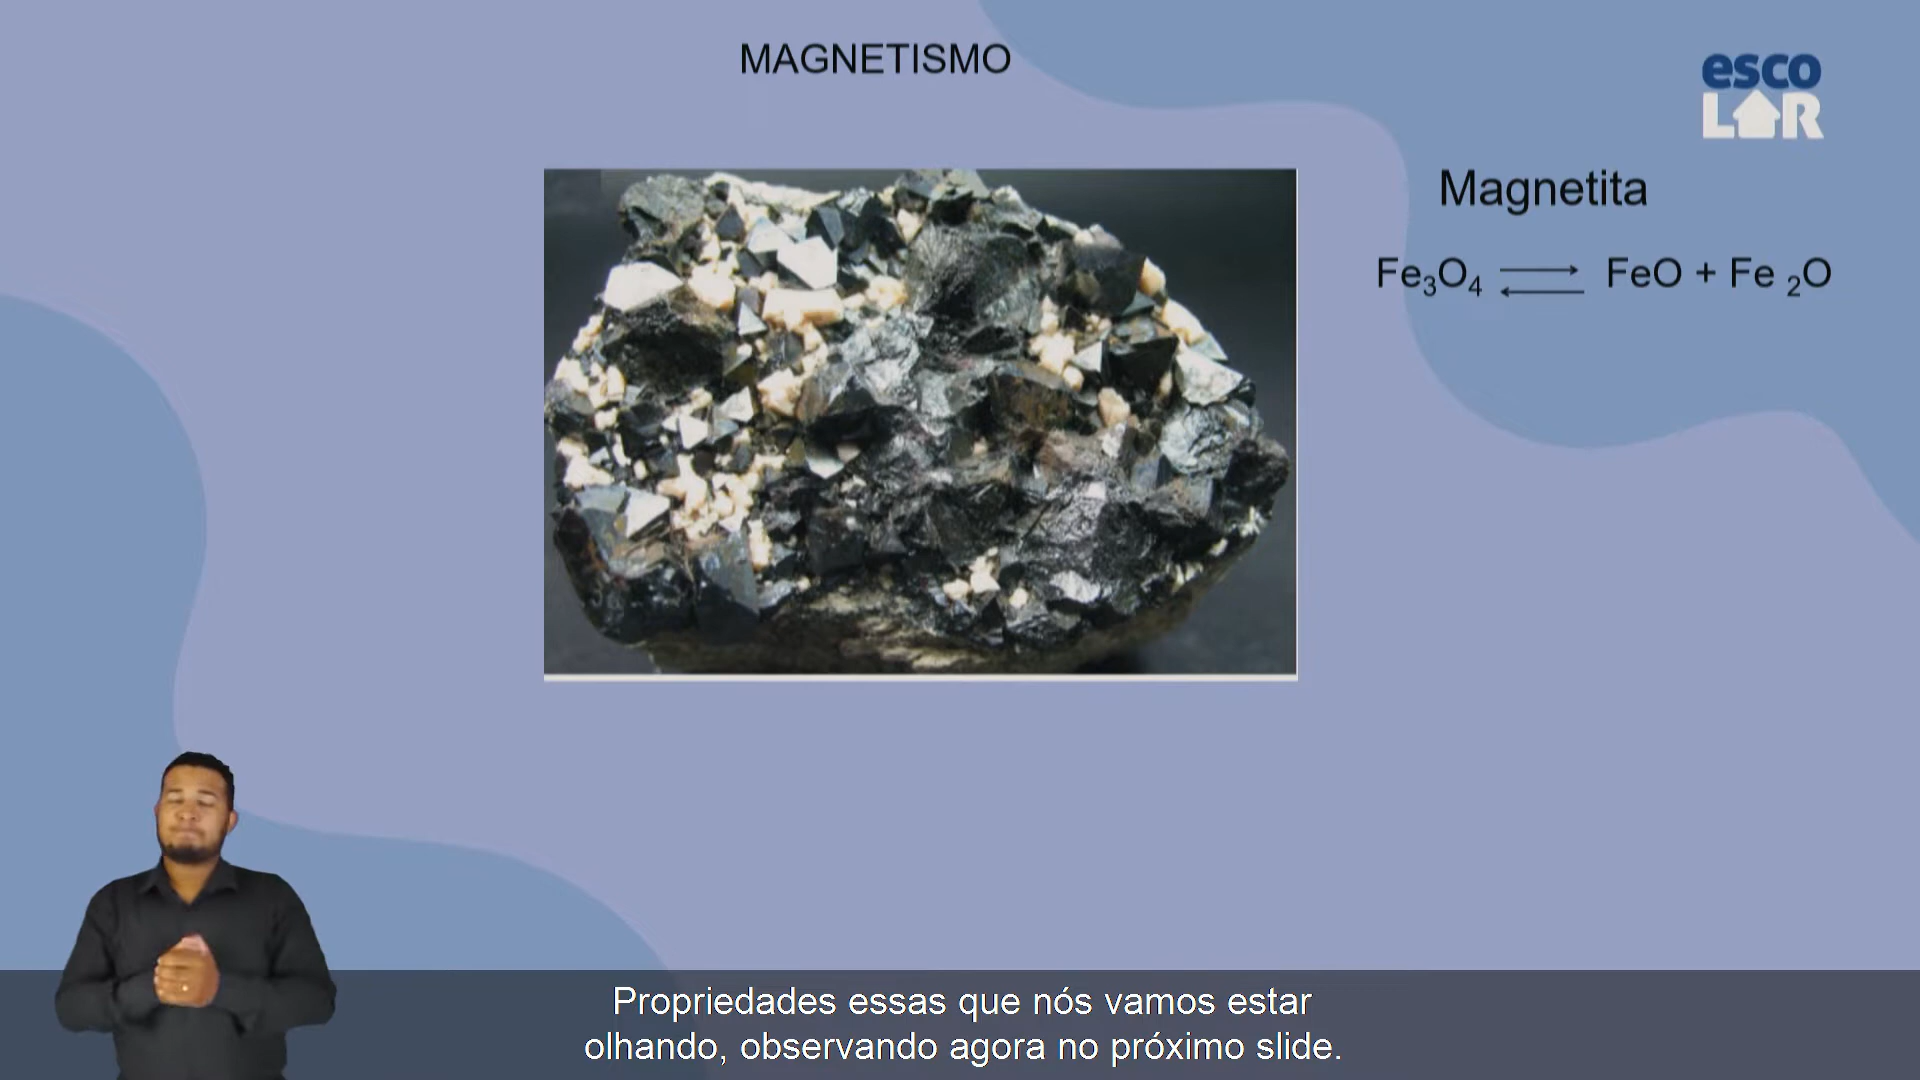 MAGNETISMO
esco
LAR
Magnetita
Fe₃O₄ ⇄ FeO + Fe ₂O
Propriedades essas que nós vamos estar
olhando, observando agora no próximo slide.